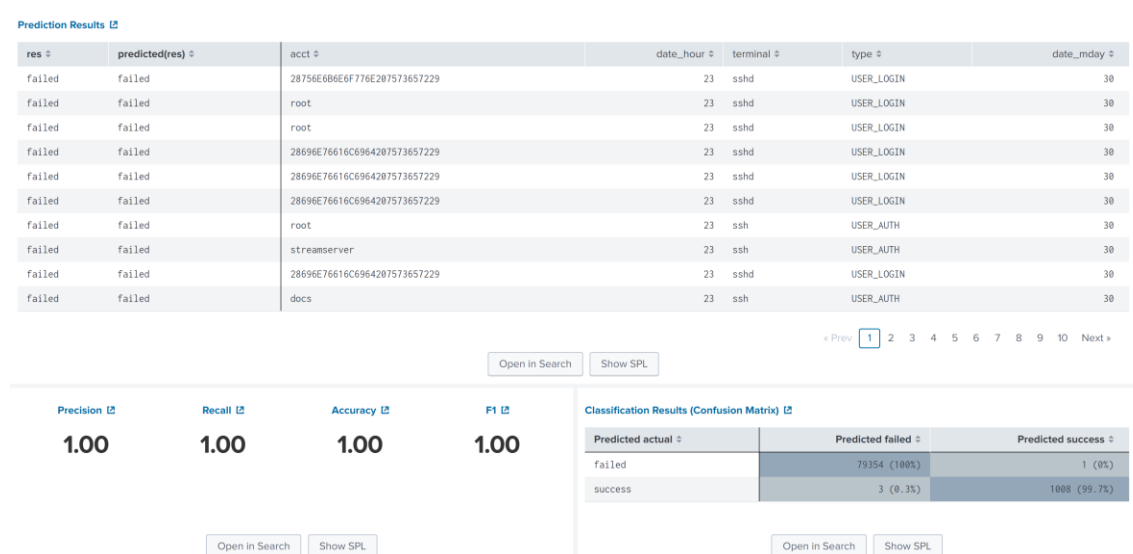 Prediction Results
res predicted(res) acct date_hour terminal type date_mday
failed failed 28756E6B6E6F776E207573657229 23 sshd USER_LOGIN 30
failed failed root 23 sshd USER_LOGIN 30
failed failed root 23 sshd USER_LOGIN 30
failed failed 28696E76616C6964207573657229 23 sshd USER_LOGIN 30
failed failed 28696E76616C6964207573657229 23 sshd USER_LOGIN 30
failed failed 28696E76616C6964207573657229 23 sshd USER_LOGIN 30
failed failed root 23 ssh USER_AUTH 30
failed failed streamserver 23 ssh USER_AUTH 30
failed failed 28696E76616C6964207573657229 23 sshd USER_LOGIN 30
failed failed docs 23 ssh USER_AUTH 30
« Prev 1 2 3 4 5 6 7 8 9 10 Next »
Open in Search Show SPL
Precision Recall Accuracy F1
1.00 1.00 1.00 1.00
Open in Search Show SPL
Classification Results (Confusion Matrix)
Predicted actual Predicted failed Predicted success
failed 79354 (100%) 1 (0%)
success 3 (0.3%) 1008 (99.7%)
Open in Search Show SPL